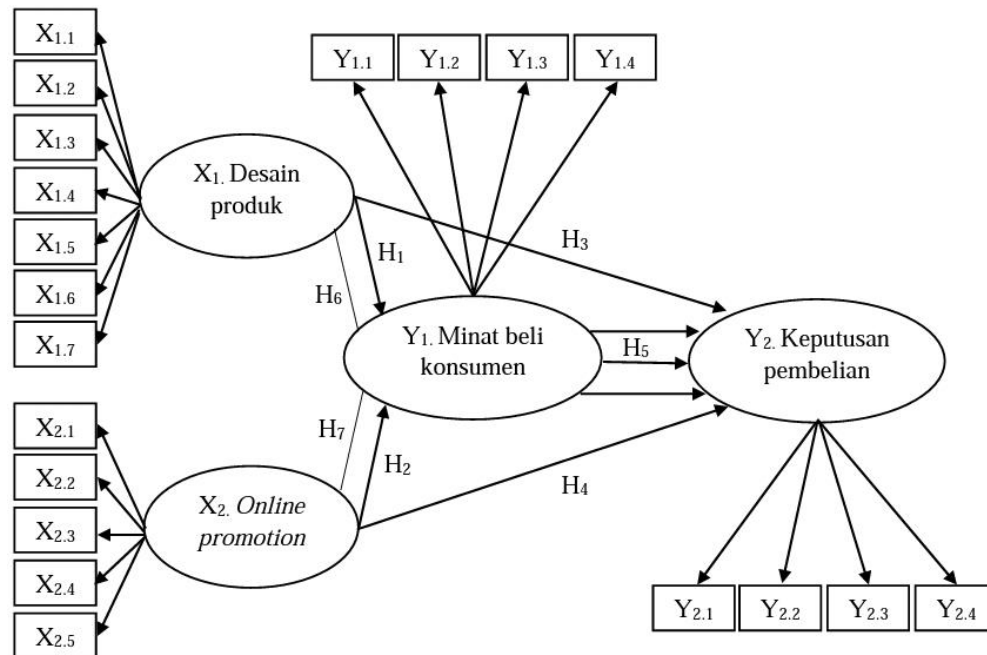 X1.1
X1.2
X1.3
X1.4
X1.5
X1.6
X1.7
Y1.1
Y1.2
Y1.3
Y1.4
X1. Desain
produk
H1
H3
H6
Y1. Minat beli
konsumen
H5
Y2. Keputusan
pembelian
X2.1
X2.2
X2.3
X2.4
X2.5
H7
H2
H4
X2. Online
promotion
Y2.1
Y2.2
Y2.3
Y2.4